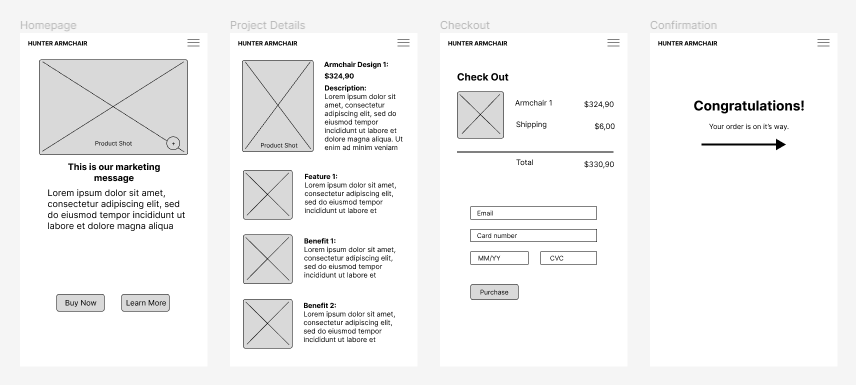 Homepage
HUNTER ARMCHAIR
Product Shot
+
This is our marketing
message
Lorem ipsum dolor sit amet,
consectetur adipiscing elit, sed
do eiusmod tempor incididunt ut
labore et dolore magna aliqua
Buy Now
Learn More
Project Details
HUNTER ARMCHAIR
Product Shot
Armchair Design 1:
$324,90
Description:
Lorem ipsum dolor sit
amet, consectetur
adipiscing elit, sed do
eiusmod tempor
incididunt ut labore et
dolore magna aliqua. Ut
enim ad minim veniam
Feature 1:
Lorem ipsum dolor sit amet,
consectetur adipiscing elit,
sed do eiusmod tempor
incididunt ut labore et
Benefit 1:
Lorem ipsum dolor sit amet,
consectetur adipiscing elit,
sed do eiusmod tempor
incididunt ut labore et
Benefit 2:
Lorem ipsum dolor sit amet,
consectetur adipiscing elit,
sed do eiusmod tempor
incididunt ut labore et
Checkout
HUNTER ARMCHAIR
Check Out
Armchair 1 $324,90
Shipping $6,00
Total $330,90
Email
Card number
MM/YY
CVC
Purchase
Confirmation
HUNTER ARMCHAIR
Congratulations!
Your order is on it's way.